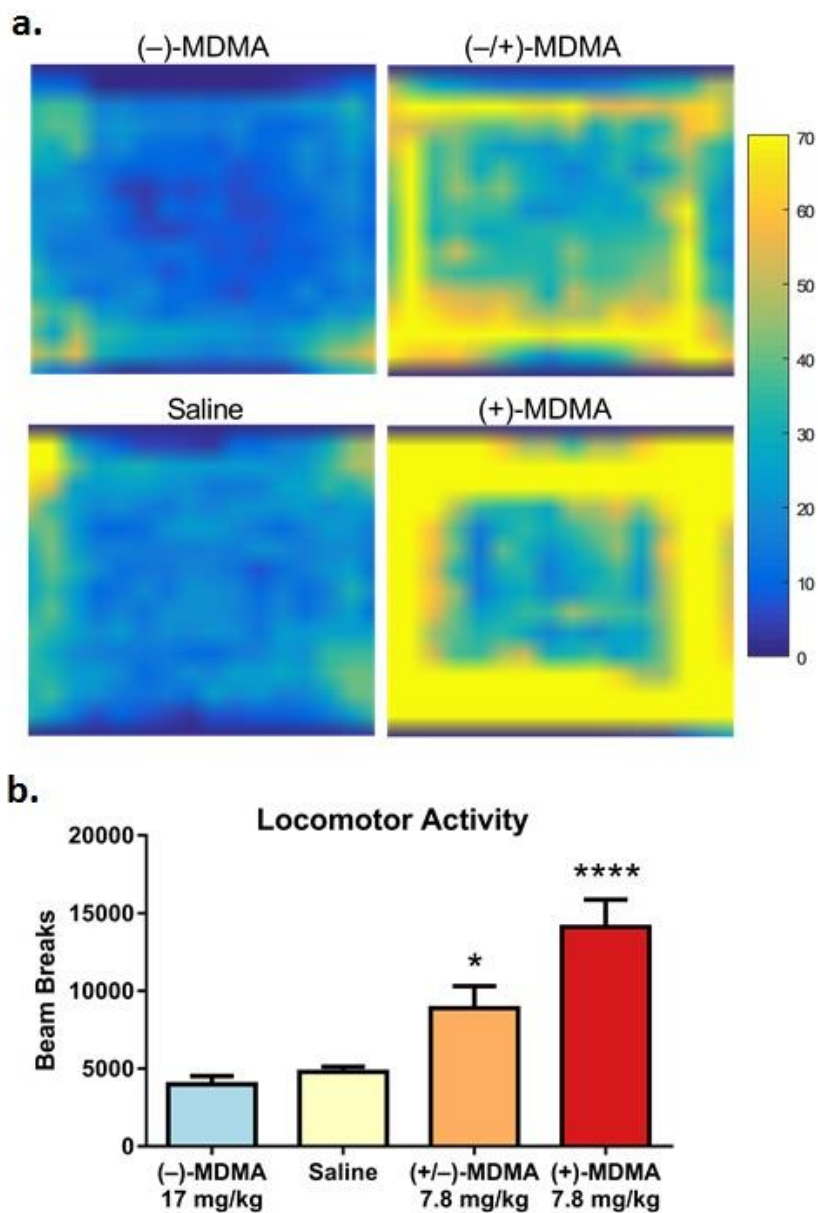 a.
(–)-MDMA
(–/+)-MDMA
Saline
(+)-MDMA
70
60
50
40
30
20
10
0
b.
Locomotor Activity
20000
15000
10000
5000
0
Beam Breaks
*
****
(–)-MDMA
17 mg/kg
Saline
(+/–)-MDMA
7.8 mg/kg
(+)-MDMA
7.8 mg/kg